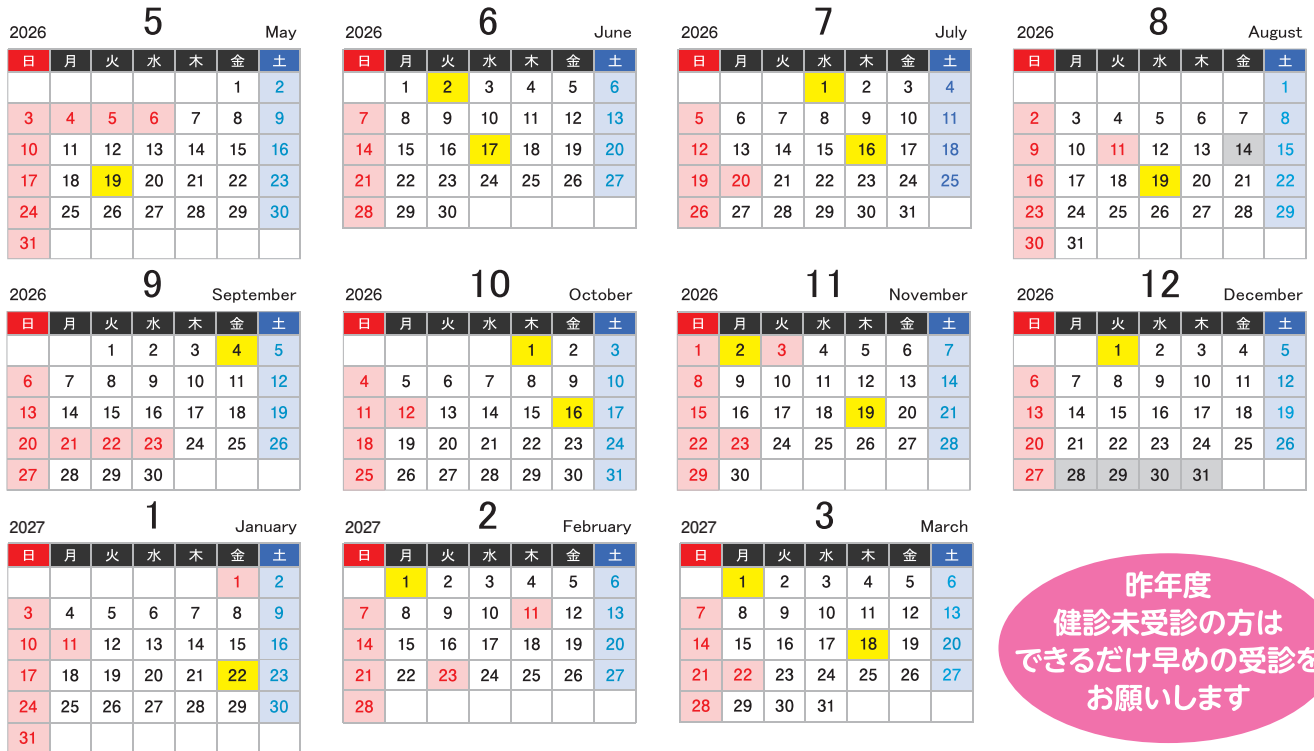 2026 5 May
日 月 火 水 木 金 土
1 2
3 4 5 6 7 8 9
10 11 12 13 14 15 16
17 18 19 20 21 22 23
24 25 26 27 28 29 30
31
2026 6 June
日 月 火 水 木 金 土
1 2 3 4 5 6
7 8 9 10 11 12 13
14 15 16 17 18 19 20
21 22 23 24 25 26 27
28 29 30
2026 7 July
日 月 火 水 木 金 土
1 2 3 4
5 6 7 8 9 10 11
12 13 14 15 16 17 18
19 20 21 22 23 24 25
26 27 28 29 30 31
2026 8 August
日 月 火 水 木 金 土
1
2 3 4 5 6 7 8
9 10 11 12 13 14 15
16 17 18 19 20 21 22
23 24 25 26 27 28 29
30 31
2026 9 September
日 月 火 水 木 金 土
1 2 3 4 5
6 7 8 9 10 11 12
13 14 15 16 17 18 19
20 21 22 23 24 25 26
27 28 29 30
2026 10 October
日 月 火 水 木 金 土
1 2 3
4 5 6 7 8 9 10
11 12 13 14 15 16 17
18 19 20 21 22 23 24
25 26 27 28 29 30 31
2026 11 November
日 月 火 水 木 金 土
1 2 3 4 5 6 7
8 9 10 11 12 13 14
15 16 17 18 19 20 21
22 23 24 25 26 27 28
29 30
2026 12 December
日 月 火 水 木 金 土
1 2 3 4 5
6 7 8 9 10 11 12
13 14 15 16 17 18 19
20 21 22 23 24 25 26
27 28 29 30 31
2027 1 January
日 月 火 水 木 金 土
1 2
3 4 5 6 7 8 9
10 11 12 13 14 15 16
17 18 19 20 21 22 23
24 25 26 27 28 29 30
31
2027 2 February
日 月 火 水 木 金 土
1 2 3 4 5 6
7 8 9 10 11 12 13
14 15 16 17 18 19 20
21 22 23 24 25 26 27
28
2027 3 March
日 月 火 水 木 金 土
1 2 3 4 5 6
7 8 9 10 11 12 13
14 15 16 17 18 19 20
21 22 23 24 25 26 27
28 29 30 31
昨年度
健診未受診の方は
できるだけ早めの受診を
お願いします